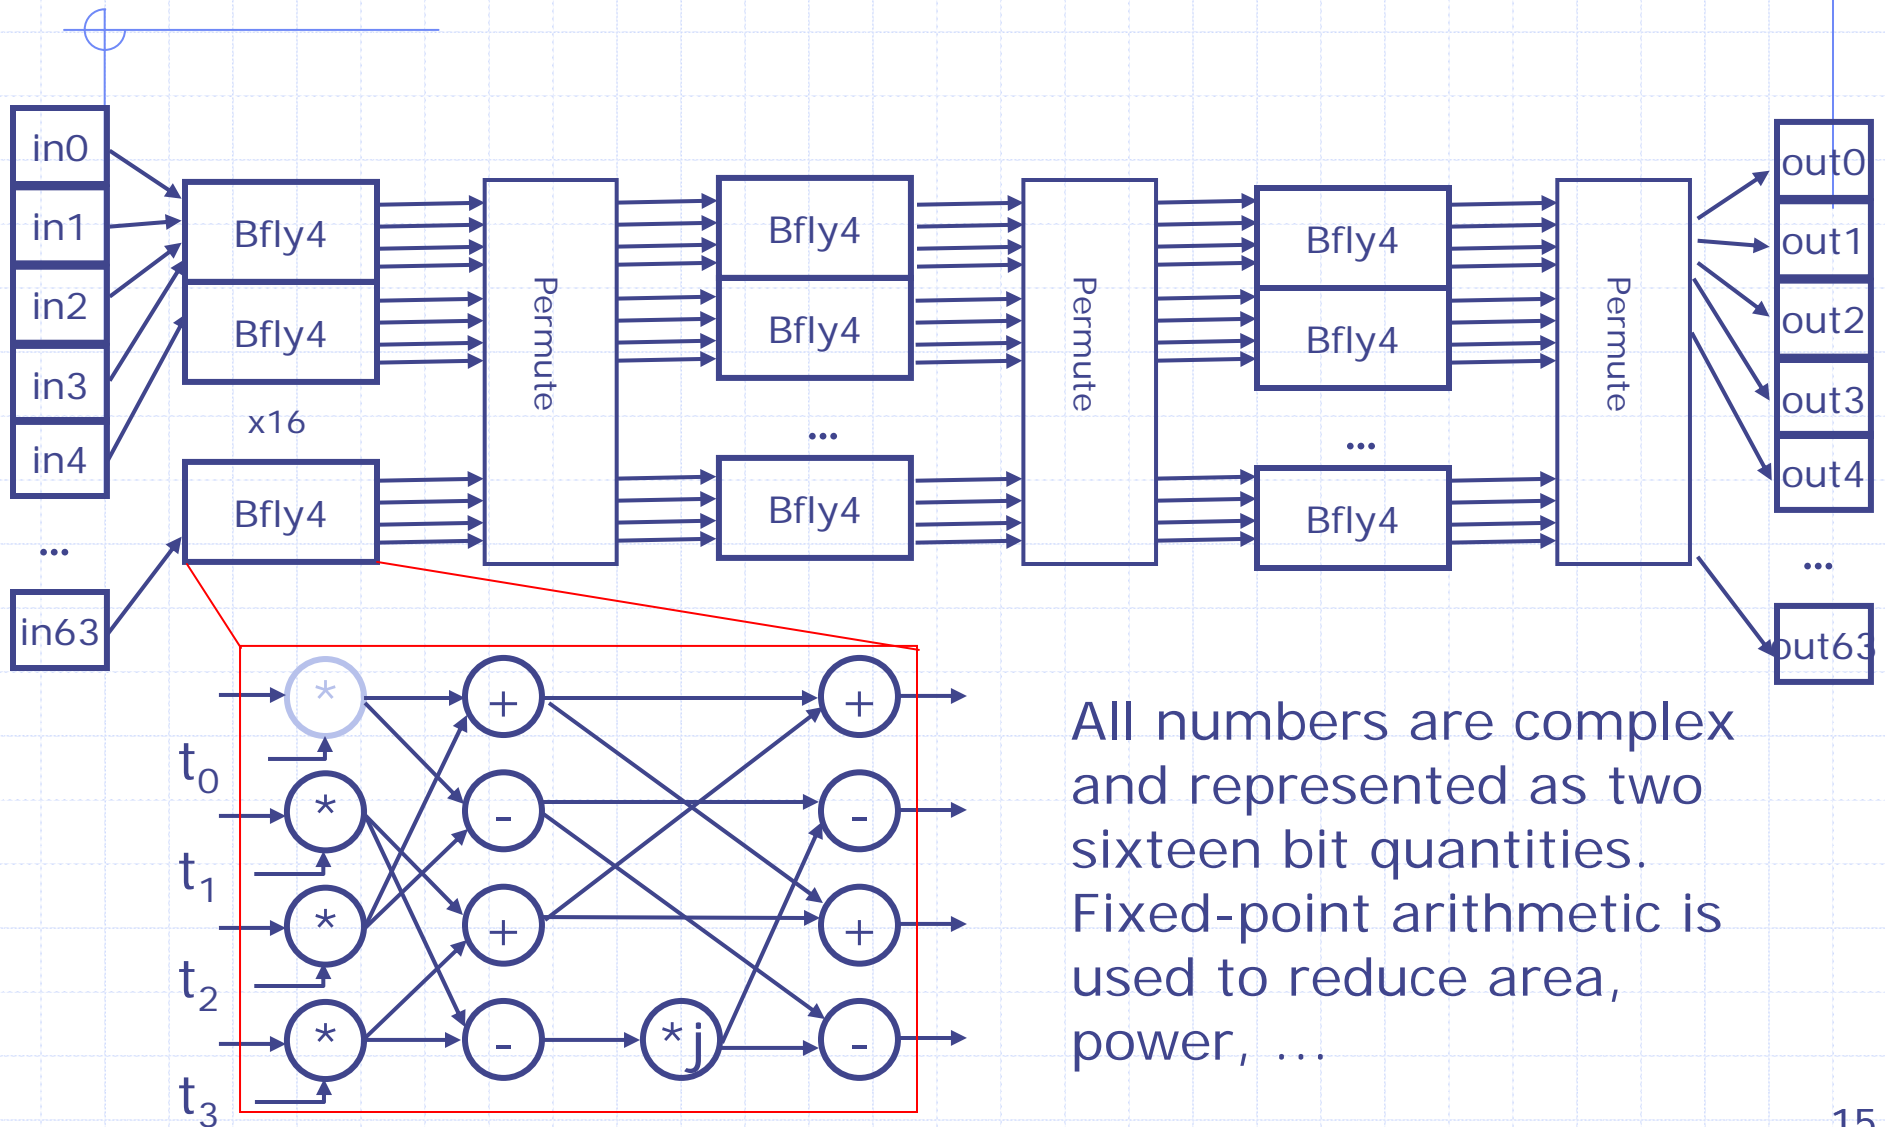 in0
in1
in2
in3
in4
...
in63
Bfly4
Bfly4
x16
Bfly4
Permute
Bfly4
Bfly4
...
Bfly4
Permute
Bfly4
Bfly4
...
Bfly4
Permute
out0
out1
out2
out3
out4
...
out63
t0
t1
t2
t3
*
*
*
*
+
-
+
-
*j
+
-
+
-
All numbers are complex
and represented as two
sixteen bit quantities.
Fixed-point arithmetic is
used to reduce area,
power, ...
15